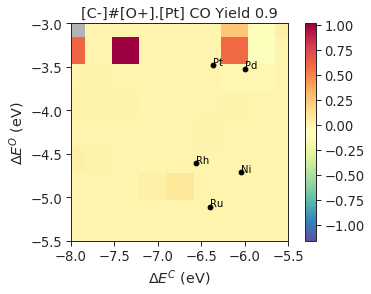 [C-]#[O+].[Pt] CO Yield 0.9
−3.0
−3.5
−4.0
−4.5
−5.0
−5.5
ΔE^O (eV)
Pt
Pd
Rh
Ni
Ru
−8.0 −7.5 −7.0 −6.5 −6.0 −5.5
ΔE^C (eV)
1.00
0.75
0.50
0.25
0.00
−0.25
−0.50
−0.75
−1.00